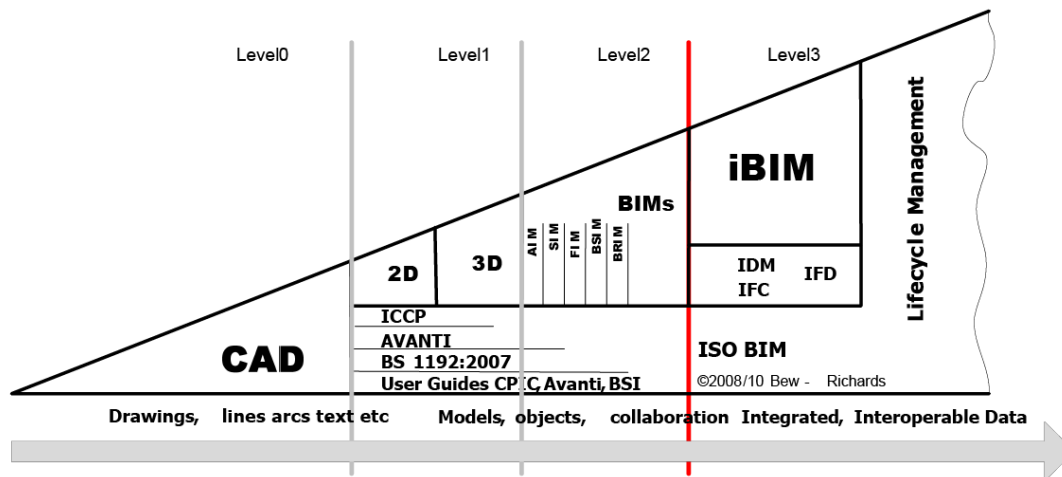 Level0 Level1 Level2 Level3
iBIM
BIMs
Lifecycle Management
AIM
SIM
FIM
BSIM
BRIM
2D 3D
IDM IFD
IFC
ICCP
AVANTI
CAD
BS 1192:2007
ISO BIM
User Guides CPIC, Avanti, BSI
©2008/10 Bew - Richards
Drawings, lines arcs text etc Models, objects, collaboration Integrated, Interoperable Data